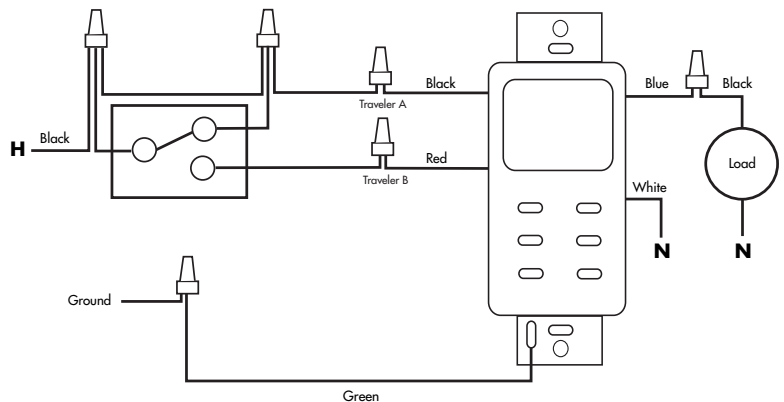 Black
Blue
Black
Traveler A
H
Black
Red
Load
Traveler B
White
N
N
Ground
Green